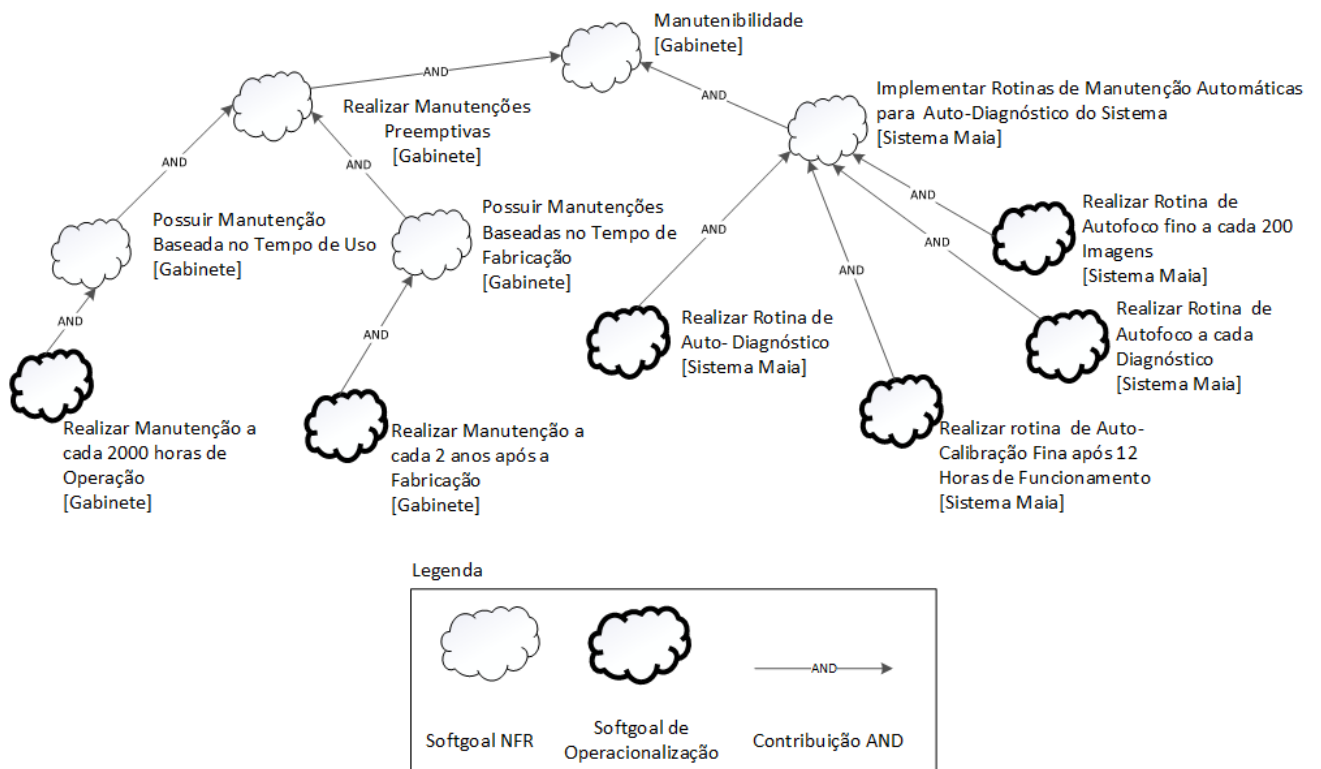 Manutenibilidade
[Gabinete]
AND
AND
Realizar Manutenções
Preemptivas
[Gabinete]
Implementar Rotinas de Manutenção Automáticas
para Auto-Diagnóstico do Sistema
[Sistema Maia]
AND
AND
Possuir Manutenção
Baseada no Tempo de Uso
[Gabinete]
Possuir Manutenções
Baseadas no Tempo de
Fabricação
[Gabinete]
AND
AND
AND
AND
Realizar Rotina de
Autofoco fino a cada 200
Imagens
[Sistema Maia]
AND
AND
Realizar Rotina de
Auto- Diagnóstico
[Sistema Maia]
Realizar Rotina de
Autofoco a cada
Diagnóstico
[Sistema Maia]
Realizar Manutenção a
cada 2000 horas de
Operação
[Gabinete]
Realizar Manutenção a
cada 2 anos após a
Fabricação
[Gabinete]
Realizar rotina de Auto-
Calibração Fina após 12
Horas de Funcionamento
[Sistema Maia]
Legenda
AND
Softgoal NFR
Softgoal de
Operacionalização
Contribuição AND